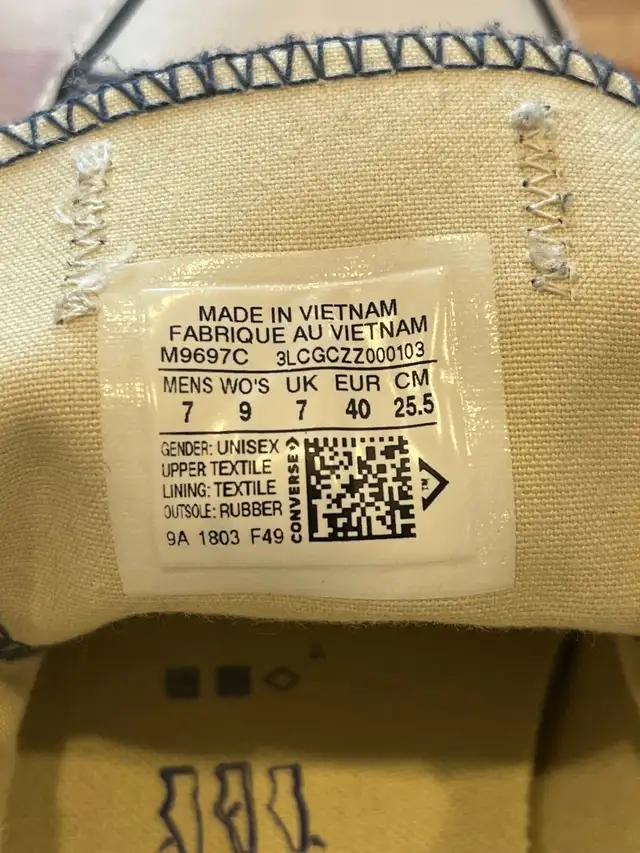 MADE IN VIETNAM
FABRIQUE AU VIETNAM
M9697C 3LCGCZZ000103
MENS WO'S UK EUR CM
7 9 7 40 25.5
GENDER: UNISEX
UPPER TEXTILE
LINING: TEXTILE
OUTSOLE: RUBBER
9A 1803 F49
CONVERSE
TM